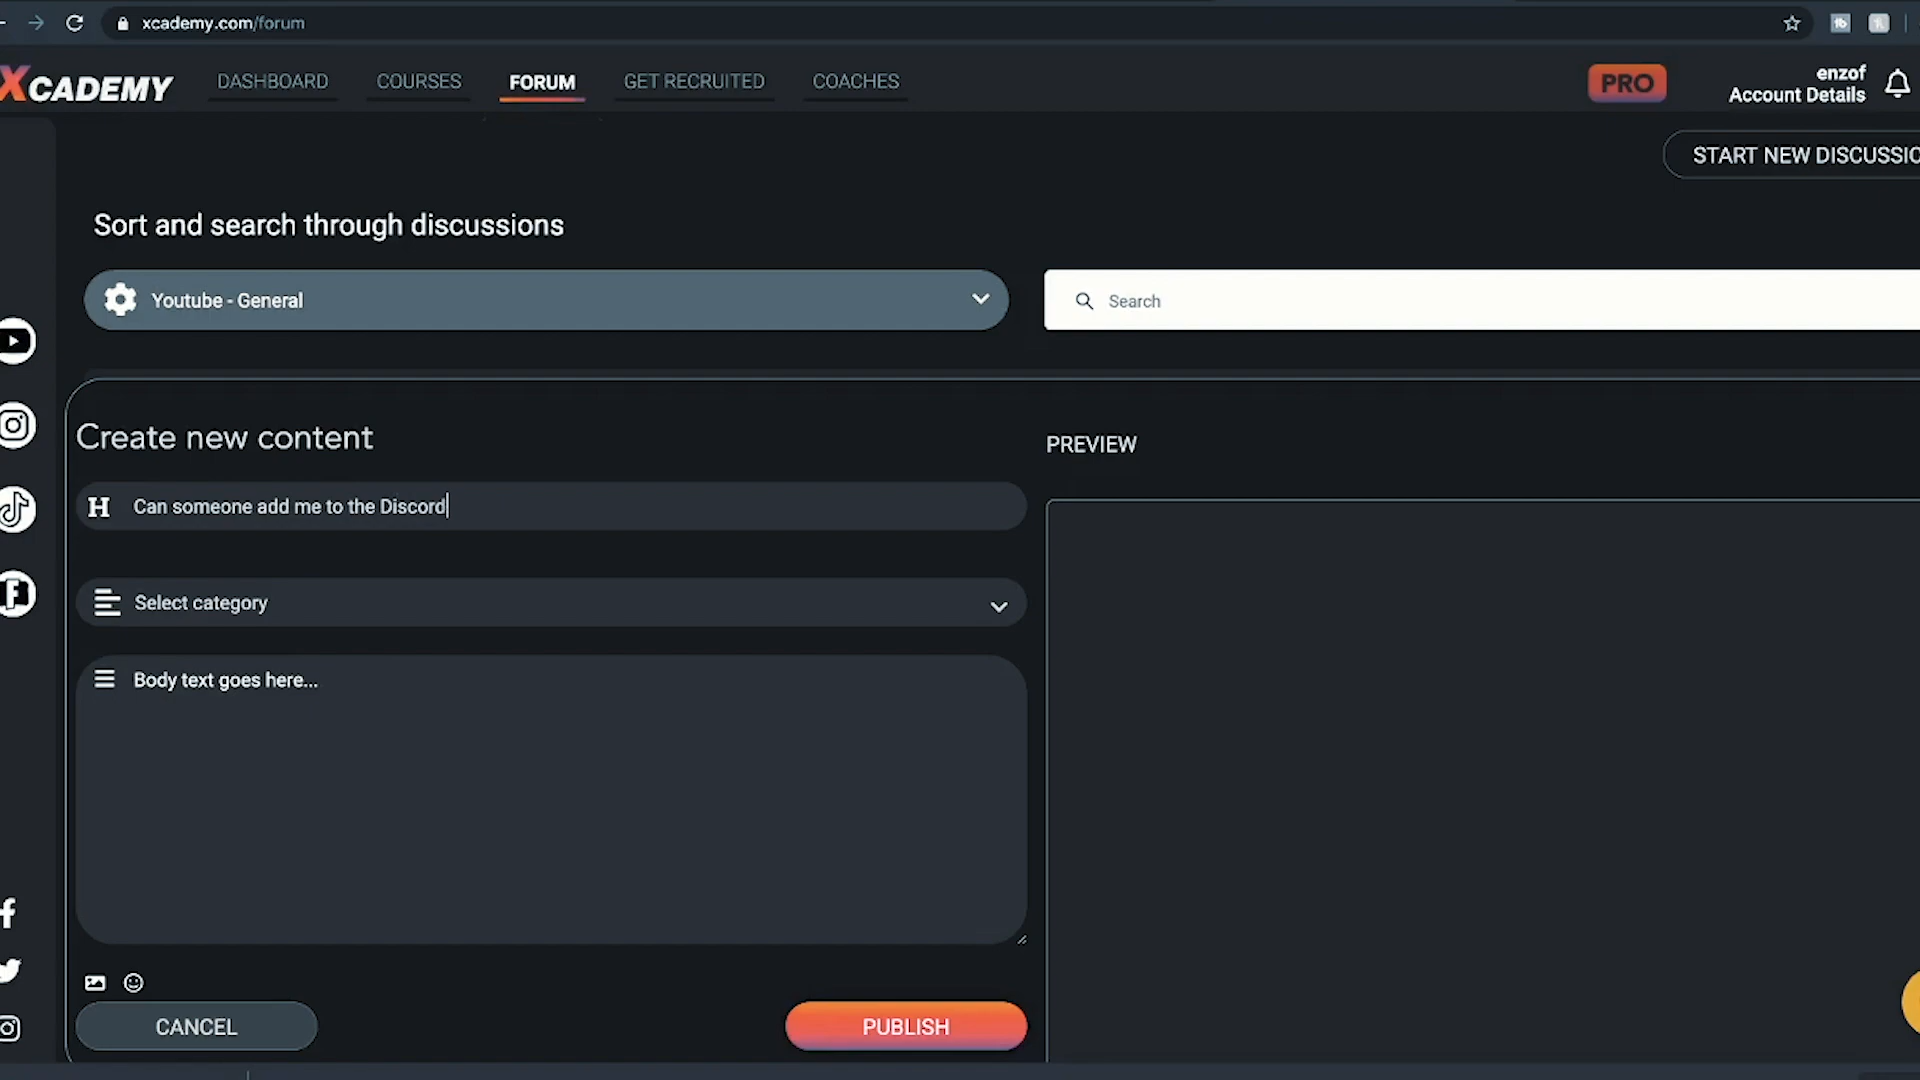 xcademy.com/forum
XCADEMY
DASHBOARD
COURSES
FORUM
GET RECRUITED
COACHES
PRO
enzof
Account Details
START NEW DISCUSSIO
Sort and search through discussions
Youtube - General
Search
Create new content
PREVIEW
H Can someone add me to the Discord
Select category
Body text goes here...
CANCEL
PUBLISH